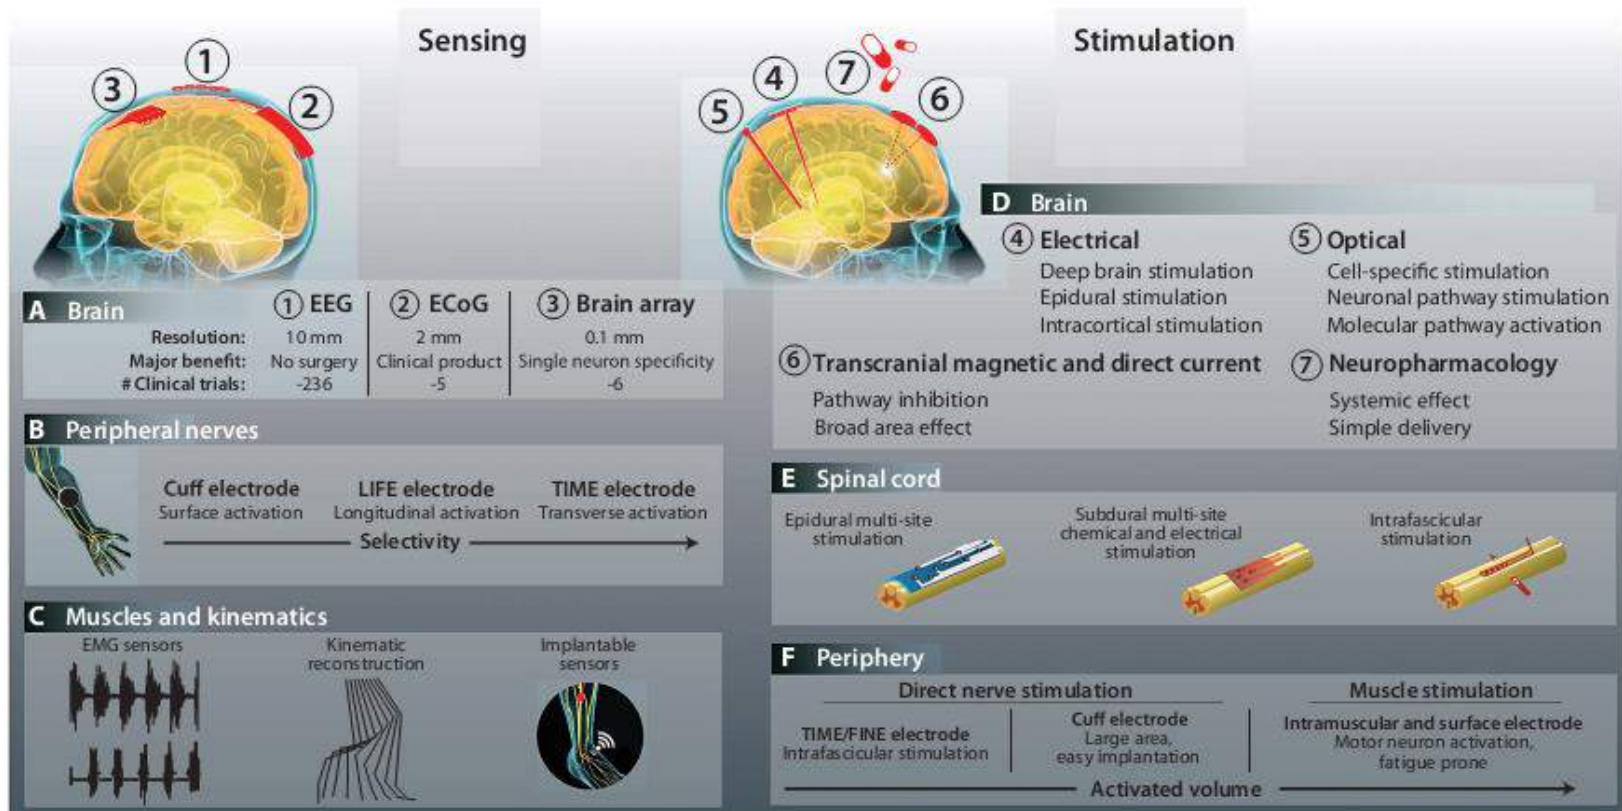 Sensing
1
3
2
A Brain
1 EEG
2 ECoG
3 Brain array
Resolution: 10 mm 2 mm 0.1 mm
Major benefit: No surgery Clinical product Single neuron specificity
# Clinical trials: -236 -5 -6
B Peripheral nerves
Cuff electrode LIFE electrode TIME electrode
Surface activation Longitudinal activation Transverse activation
Selectivity
C Muscles and kinematics
EMG sensors
Kinematic
reconstruction
Implantable
sensors
Stimulation
7
4
6
5
D Brain
4 Electrical
Deep brain stimulation
Epidural stimulation
Intracortical stimulation
5 Optical
Cell-specific stimulation
Neuronal pathway stimulation
Molecular pathway activation
6 Transcranial magnetic and direct current
Pathway inhibition
Broad area effect
7 Neuropharmacology
Systemic effect
Simple delivery
E Spinal cord
Epidural multi-site
stimulation
Subdural multi-site
chemical and electrical
stimulation
Intrafascicular
stimulation
F Periphery
Direct nerve stimulation
Muscle stimulation
TIME/FINE electrode
Intrafascicular stimulation
Cuff electrode
Large area,
easy implantation
Intramuscular and surface electrode
Motor neuron activation,
fatigue prone
Activated volume